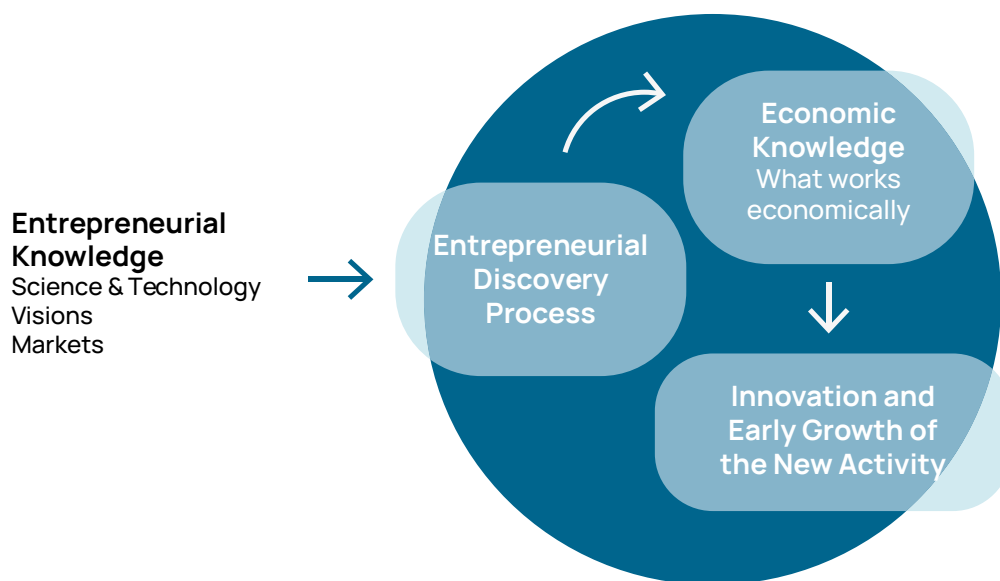 Entrepreneurial
Knowledge
Science & Technology
Visions
Markets
Entrepreneurial
Discovery
Process
Economic
Knowledge
What works
economically
Innovation and
Early Growth of
the New Activity